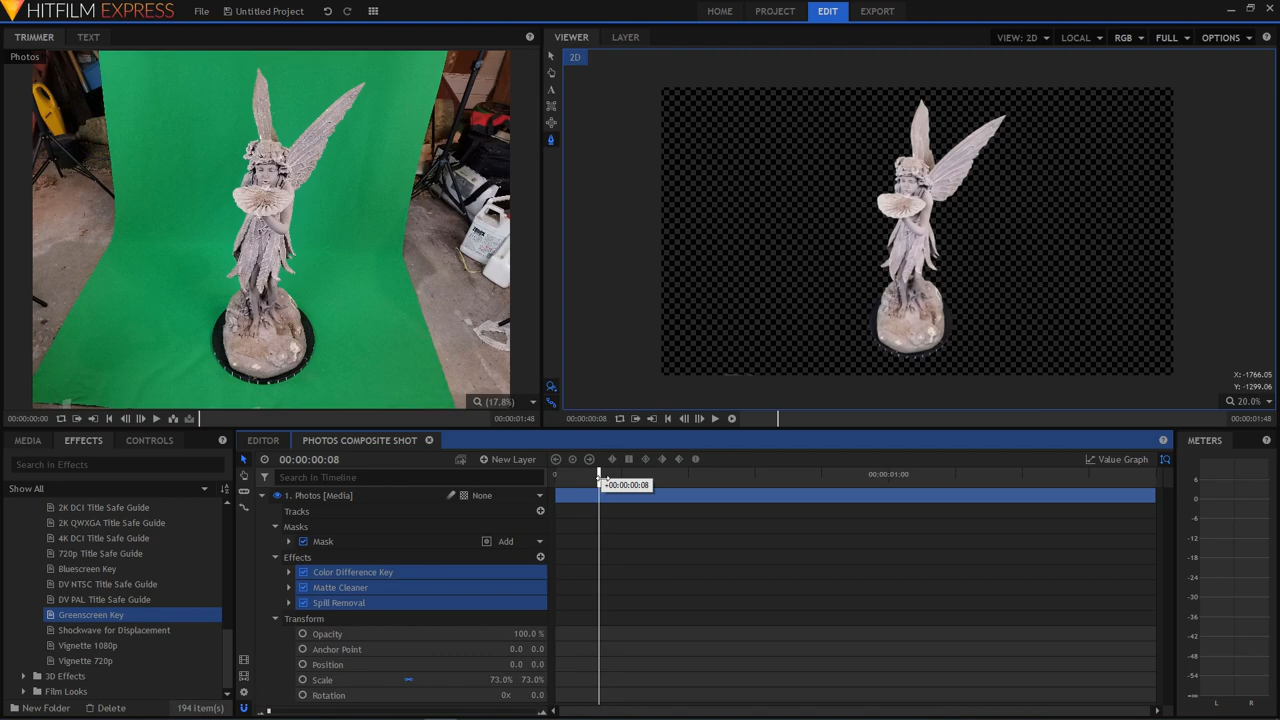 HITFILM EXPRESS
File
Untitled Project
HOME
PROJECT
EDIT
EXPORT
TRIMMER
TEXT
Photos
VIEWER
LAYER
VIEW: 2D
LOCAL
RGB
FULL
OPTIONS
2D
X: -1766.05
Y: -1299.06
(17.8%)
20.0%
00:00:00:00
00:00:01:48
00:00:00:08
00:00:01:48
MEDIA
EFFECTS
CONTROLS
Search in Effects
Show All
2K DCI Title Safe Guide
2K QWXGA Title Safe Guide
4K DCI Title Safe Guide
720p Title Safe Guide
Bluescreen Key
DV NTSC Title Safe Guide
DV PAL Title Safe Guide
Greenscreen Key
Shockwave for Displacement
Vignette 1080p
Vignette 720p
3D Effects
Film Looks
New Folder
Delete
194 item(s)
EDITOR
PHOTOS COMPOSITE SHOT
00:00:00:08
New Layer
Value Graph
Search in Timeline
0
00:00:01:00
+00:00:00:08
1. Photos [Media]
None
Tracks
Masks
Mask
Add
Effects
Color Difference Key
Matte Cleaner
Spill Removal
Transform
Opacity
100.0 %
Anchor Point
0.0 0.0
Position
0.0 0.0
Scale
73.0% 73.0%
Rotation
0x 0.0
METERS
6
0
-6
-12
-18
-24
-30
-36
-42
-48
-54
-∞
L
R